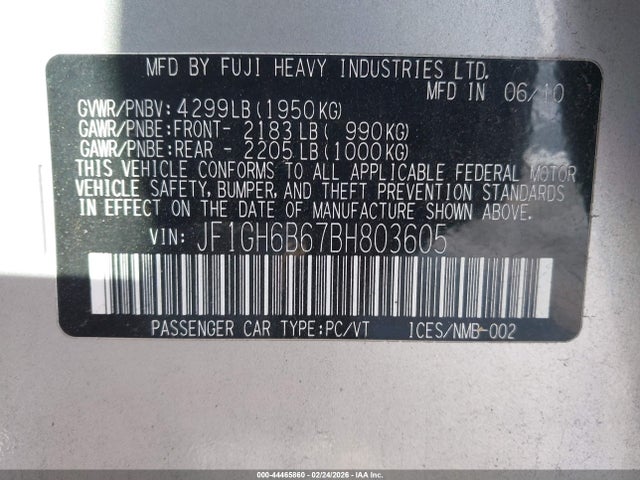 MFD BY FUJI HEAVY INDUSTRIES LTD.
MFD IN 06/10
GVWR/PNBV: 4299LB (1950KG)
GAWR/PNBE: FRONT- 2183 LB ( 990KG)
GAWR/PNBE: REAR - 2205 LB (1000KG)
THIS VEHICLE CONFORMS TO ALL APPLICABLE FEDERAL MOTOR
VEHICLE SAFETY, BUMPER, AND THEFT PREVENTION STANDARDS
IN EFFECT ON THE DATE OF MANUFACTURE SHOWN ABOVE.
VIN: JF1GH6B67BH803605
PASSENGER CAR TYPE:PC/VT ICES/NMB-002
000-44465860 - 02/24/2026 - IAA Corp.